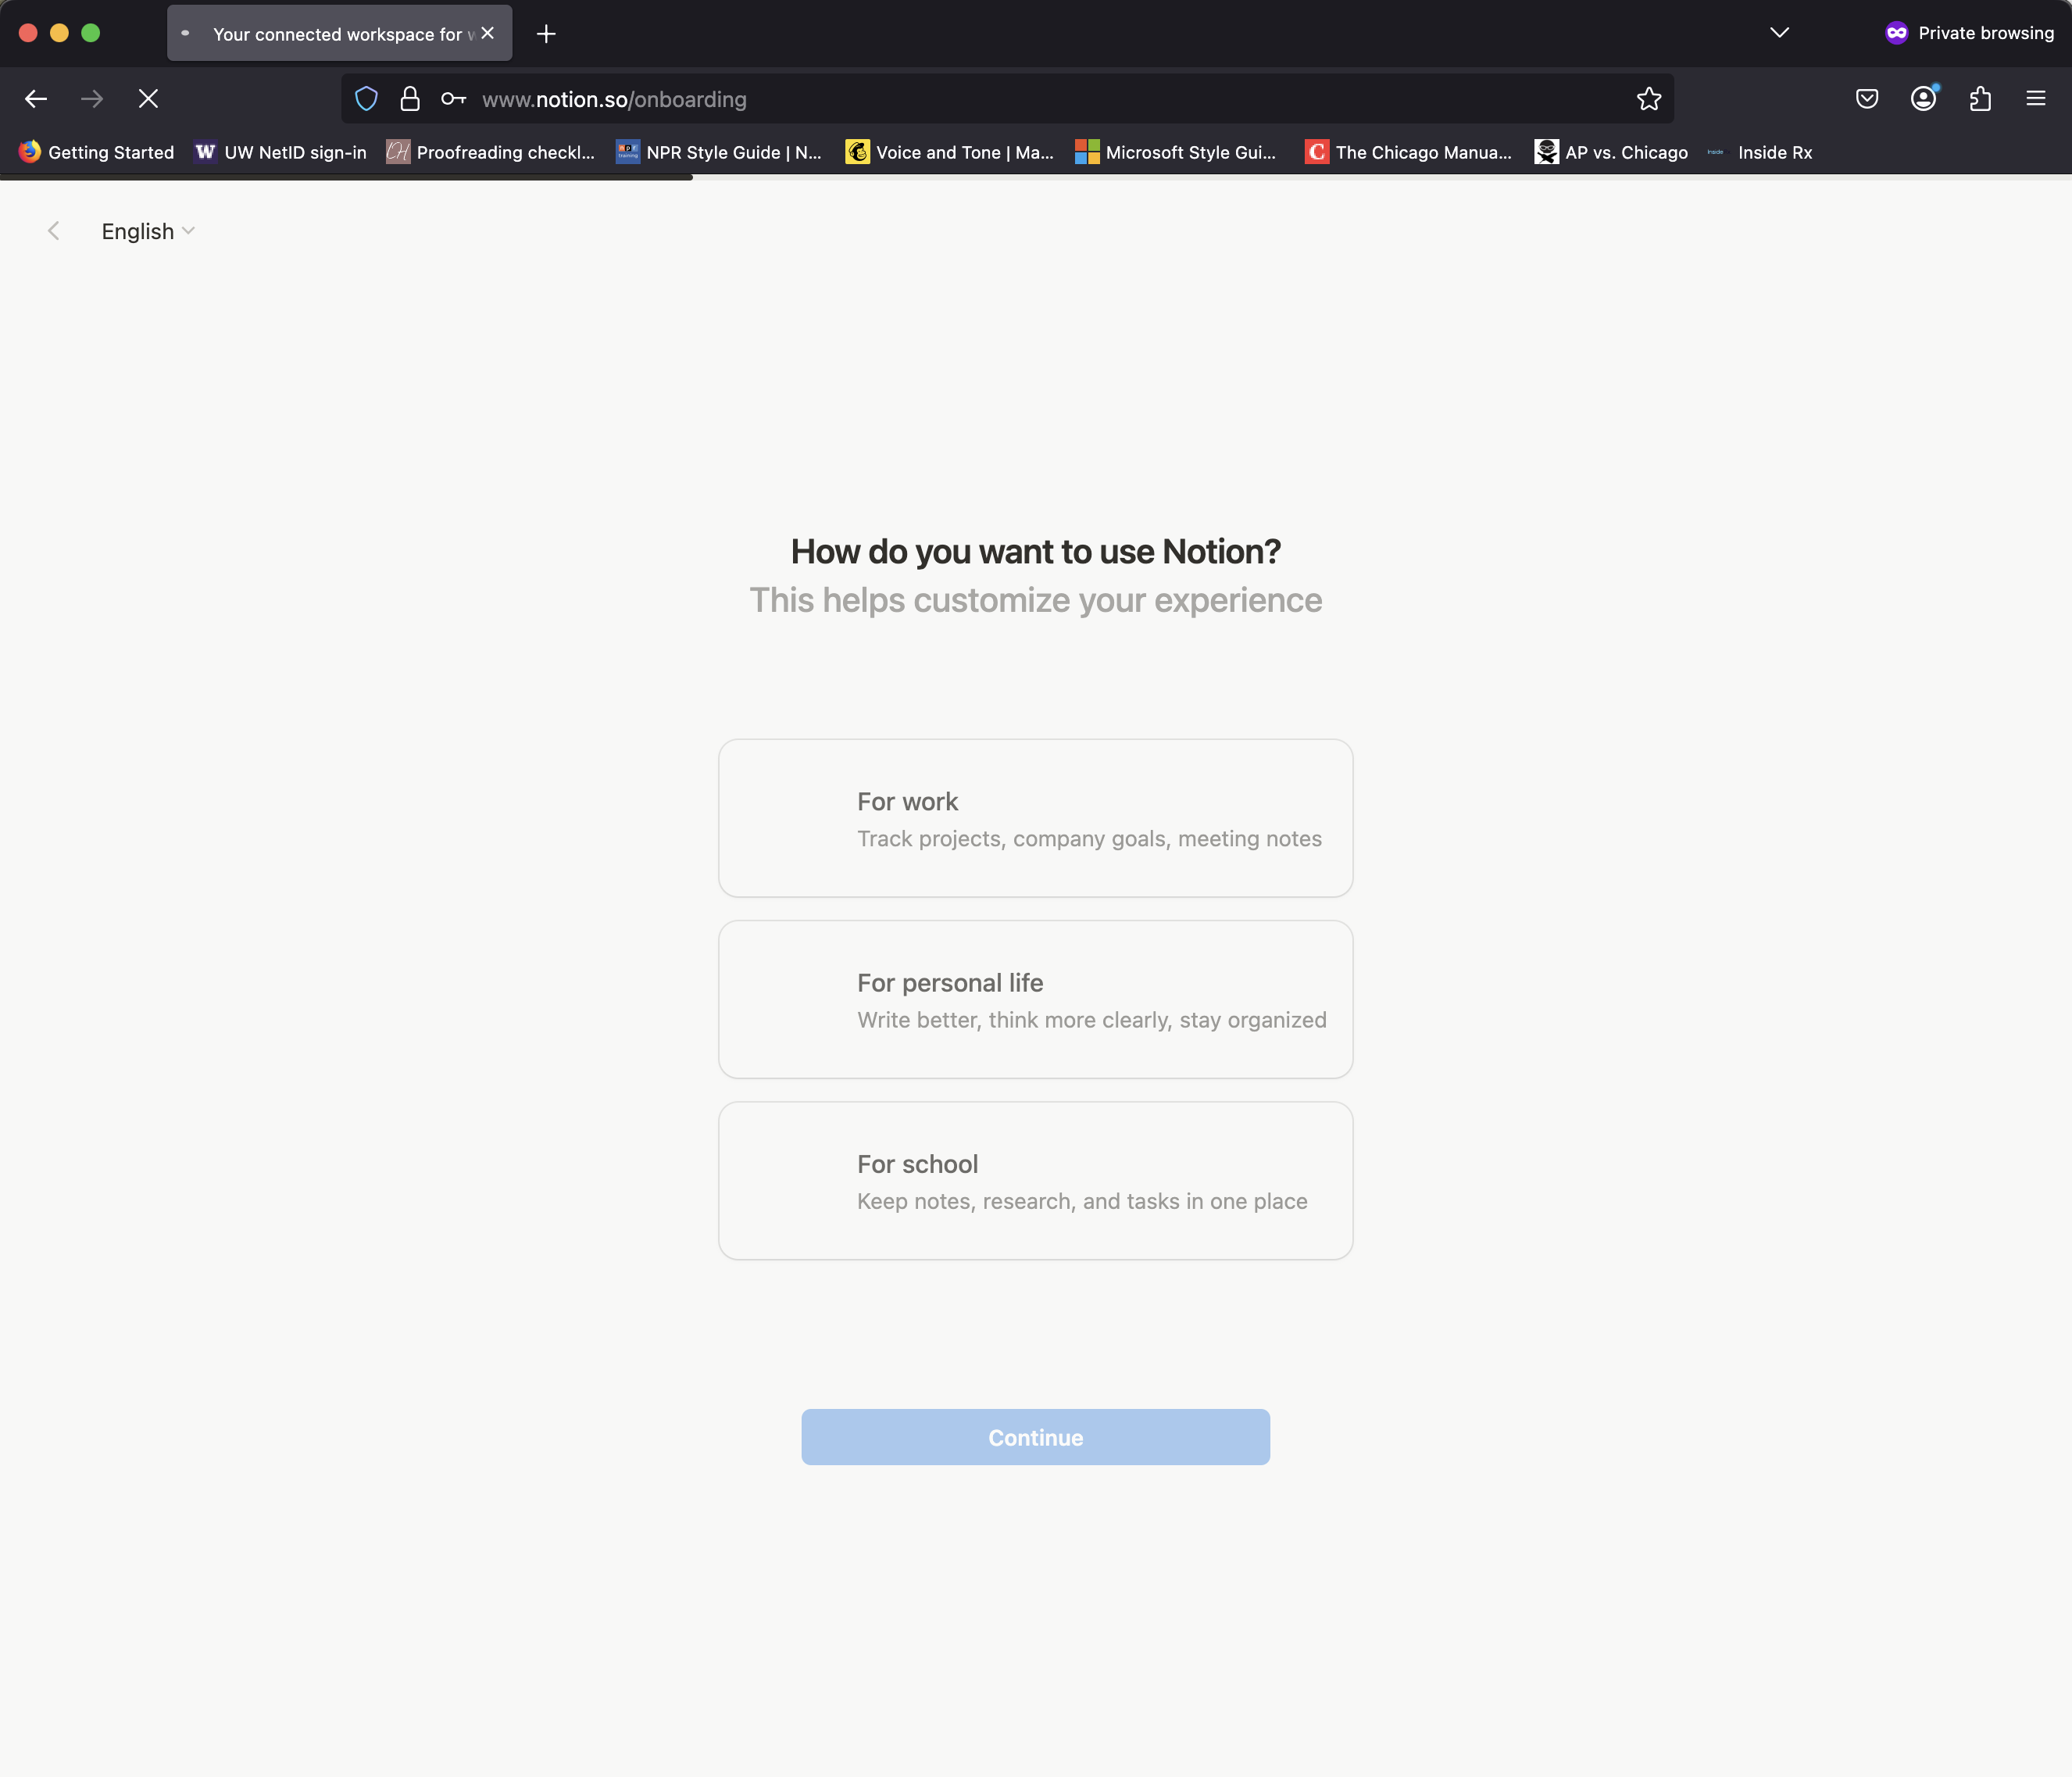 Your connected workspace for
Private browsing
www.notion.so/onboarding
Getting Started
W UW NetID sign-in
CH Proofreading checkl...
npr training NPR Style Guide | N...
Voice and Tone | Ma...
Microsoft Style Gui...
C The Chicago Manua...
AP vs. Chicago
Inside Inside Rx
English
How do you want to use Notion?
This helps customize your experience
For work
Track projects, company goals, meeting notes
For personal life
Write better, think more clearly, stay organized
For school
Keep notes, research, and tasks in one place
Continue